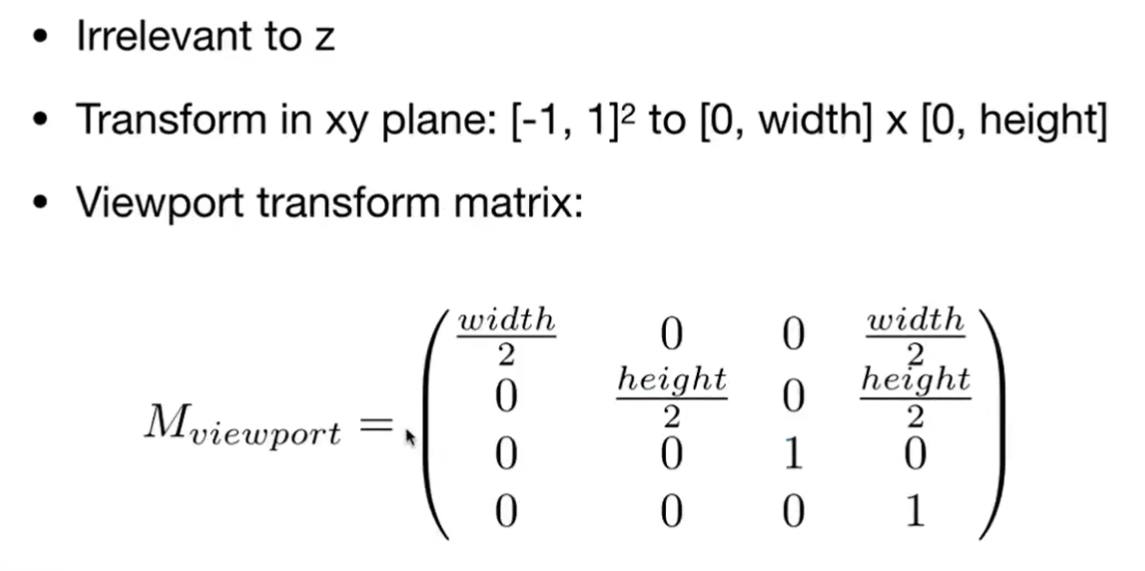 • Irrelevant to z
• Transform in xy plane: [-1, 1]² to [0, width] x [0, height]
• Viewport transform matrix:
$M_{viewport} = \begin{pmatrix} \frac{width}{2} & 0 & 0 & \frac{width}{2} \\ 0 & \frac{height}{2} & 0 & \frac{height}{2} \\ 0 & 0 & 1 & 0 \\ 0 & 0 & 0 & 1 \end{pmatrix}$